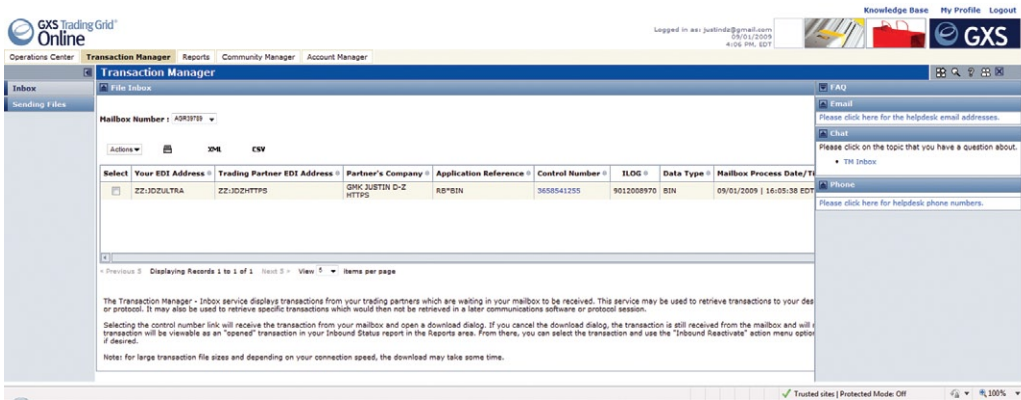 Knowledge Base My Profile Logout
GXS Trading Grid®
Online
Logged in as: justindz@gmail.com
09/01/2009
4:06 PM, EDT
GXS
Operations Center Transaction Manager Reports Community Manager Account Manager
Transaction Manager
Inbox
Sending Files
File Inbox
Mailbox Number : AGR39789
Actions XML CSV
Select Your EDI Address Trading Partner EDI Address Partner's Company Application Reference Control Number ILOG Data Type Mailbox Process Date/Ti
ZZ:JDZULTRA ZZ:JDZHTTPS GMK JUSTIN D-Z HTTPS RB*BIN 3658541255 9012008970 BIN 09/01/2009 | 16:05:38 EDT
« Previous 5 Displaying Records 1 to 1 of 1 Next 5 » View 5 items per page
The Transaction Manager - Inbox service displays transactions from your trading partners which are waiting in your mailbox to be received. This service may be used to retrieve transactions to your des
or protocol. It may also be used to retrieve specific transactions which would then not be retrieved in a later communications software or protocol session.
Selecting the control number link will receive the transaction from your mailbox and open a download dialog. If you cancel the download dialog, the transaction is still received from the mailbox and will
transaction will be viewable as an "opened" transaction in your Inbound Status report in the Reports area. From there, you can select the transaction and use the "Inbound Reactivate" action menu option
if desired.
Note: for large transaction file sizes and depending on your connection speed, the download may take some time.
FAQ
Email
Please click here for the helpdesk email addresses.
Chat
Please click on the topic that you have a question about.
• TM Inbox
Phone
Please click here for helpdesk phone numbers.
Trusted sites | Protected Mode: Off 100%